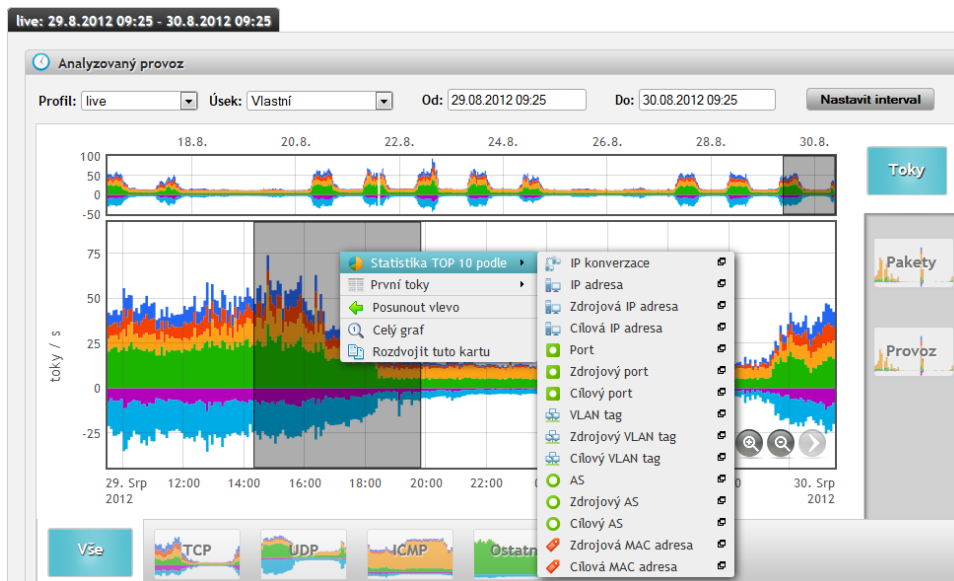 live: 29.8.2012 09:25 - 30.8.2012 09:25
Analyzovaný provoz
Profil: live Úsek: Vlastní Od: 29.08.2012 09:25 Do: 30.08.2012 09:25 Nastavit interval
18.8. 20.8. 22.8. 24.8. 26.8. 28.8. 30.8.
100
50
0
-50
Toky
Pakety
Provoz
toky / s
75
50
25
0
-25
Statistika TOP 10 podle
První toky
Posunout vlevo
Celý graf
Rozdvojit tuto kartu
IP konverzace
IP adresa
Zdrojová IP adresa
Cílová IP adresa
Port
Zdrojový port
Cílový port
VLAN tag
Zdrojový VLAN tag
Cílový VLAN tag
AS
Zdrojový AS
Cílový AS
Zdrojová MAC adresa
Cílová MAC adresa
29. Srp 12:00 14:00 16:00 18:00 20:00 22:00 30. Srp
2012 2012
Vše TCP UDP ICMP